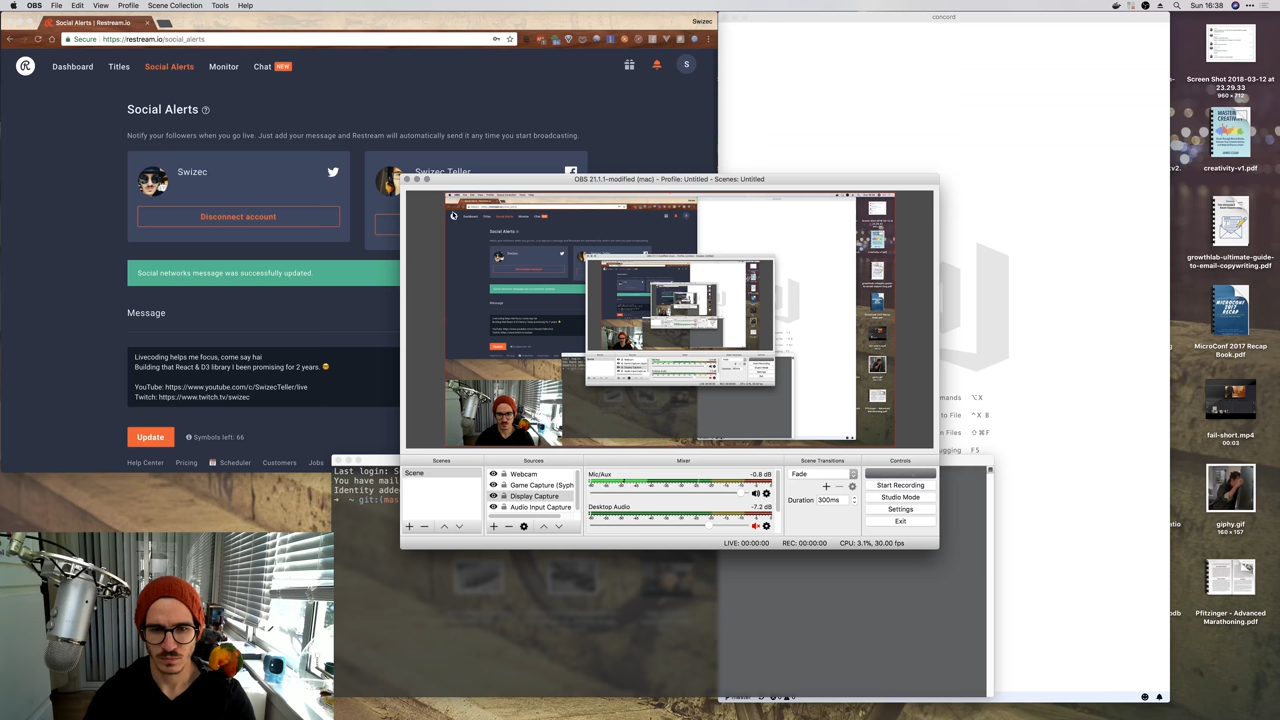 OBS File Edit View Profile Scene Collection Tools Help
Sun 16:38
Social Alerts | Restream.io
Swizec
concord
Secure | https://restream.io/social_alerts
Dashboard Titles Social Alerts Monitor Chat NEW
S
Social Alerts
Notify your followers when you go live. Just add your message and Restream will automatically send it any time you start broadcasting.
Swizec
Disconnect account
Swizec Teller
Social networks message was successfully updated.
Message
Livecoding helps me focus, come say hai
Building that React & D3 library I been promising for 2 years. 😎
YouTube: https://www.youtube.com/c/SwizecTeller/live
Twitch: https://www.twitch.tv/swizec
Update
Symbols left: 66
Help Center Pricing Scheduler Customers Jobs
Last login: S
You have mail
Identity adde
~ git:(mas
OBS 21.1.1-modified (mac) - Profile: Untitled - Scenes: Untitled
Scenes
Scene
Sources
Webcam
Game Capture (Syph
Display Capture
Audio Input Capture
Mixer
Mic/Aux -0.8 dB
Desktop Audio -7.2 dB
Scene Transitions
Fade
Duration 300ms
Controls
Start Recording
Studio Mode
Settings
Exit
LIVE: 00:00:00 REC: 00:00:00 CPU: 3.1%, 30.00 fps
mands ⌥X
to File ⌃X B
n Files ⇧⌘F
Screen Shot 2018-03-12 at
23.29.33
960 × 712
creativity-v1.pdf
growthlab-ultimate-guide
-to-email-copywriting.pdf
MicroConf 2017 Recap
Book.pdf
fail-short.mp4
00:03
giphy.gif
160 × 157
Pfitzinger - Advanced
Marathoning.pdf